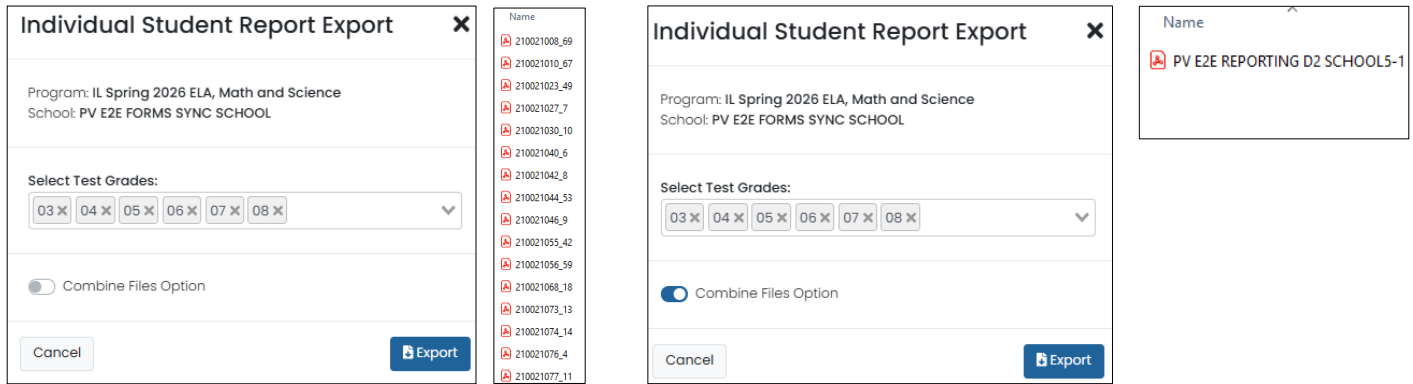 Individual Student Report Export
Program: IL Spring 2026 ELA, Math and Science
School: PV E2E FORMS SYNC SCHOOL
Select Test Grades:
03 04 05 06 07 08
Combine Files Option
Cancel
Export
Name
210021008_69
210021010_67
210021023_49
210021027_7
210021030_10
210021040_6
210021042_8
210021044_53
210021046_9
210021055_42
210021056_59
210021068_18
210021073_13
210021074_14
210021076_4
210021077_11
Individual Student Report Export
Program: IL Spring 2026 ELA, Math and Science
School: PV E2E FORMS SYNC SCHOOL
Select Test Grades:
03 04 05 06 07 08
Combine Files Option
Cancel
Export
Name
PV E2E REPORTING D2 SCHOOL5-1